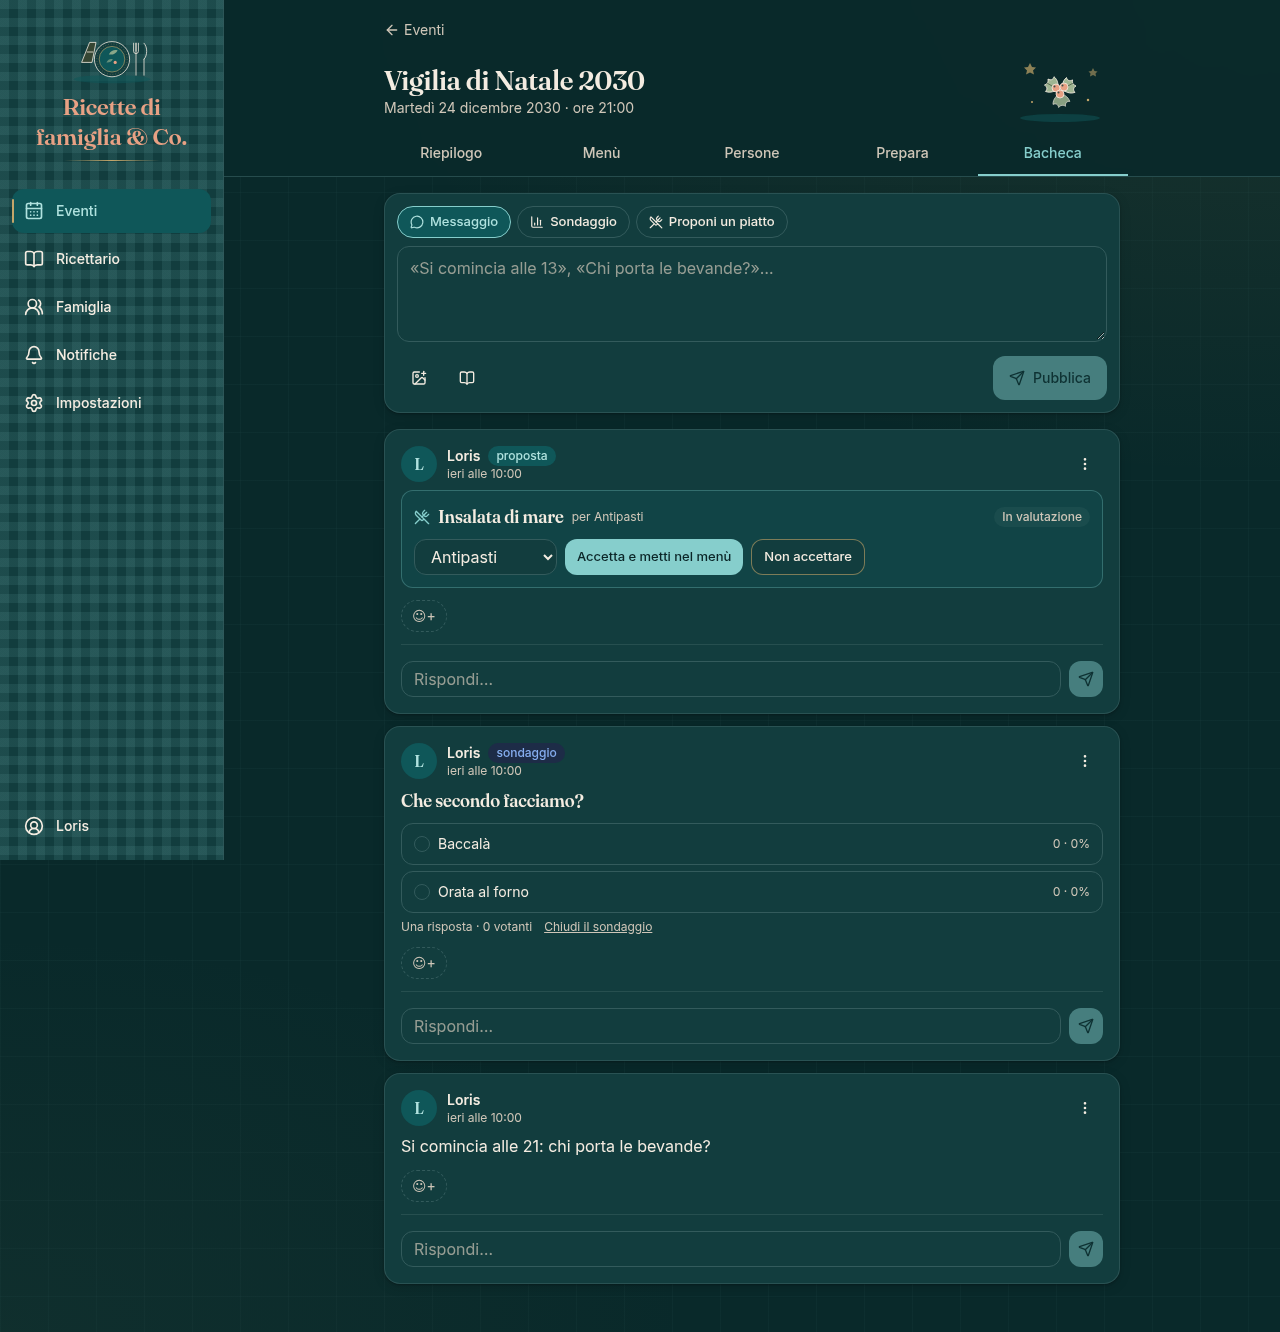 Ricette di
famiglia & Co.
Eventi
Ricettario
Famiglia
Notifiche
Impostazioni
Loris
Eventi
Vigilia di Natale 2030
Martedì 24 dicembre 2030 · ore 21:00
Riepilogo Menù Persone Prepara Bacheca
Messaggio Sondaggio Proponi un piatto
«Si comincia alle 13», «Chi porta le bevande?»…
Pubblica
L Loris proposta
ieri alle 10:00
Insalata di mare per Antipasti In valutazione
Antipasti Accetta e metti nel menù Non accettare
☺+
Rispondi…
L Loris sondaggio
ieri alle 10:00
Che secondo facciamo?
Baccalà 0 · 0%
Orata al forno 0 · 0%
Una risposta · 0 votanti Chiudi il sondaggio
☺+
Rispondi…
L Loris
ieri alle 10:00
Si comincia alle 21: chi porta le bevande?
☺+
Rispondi…